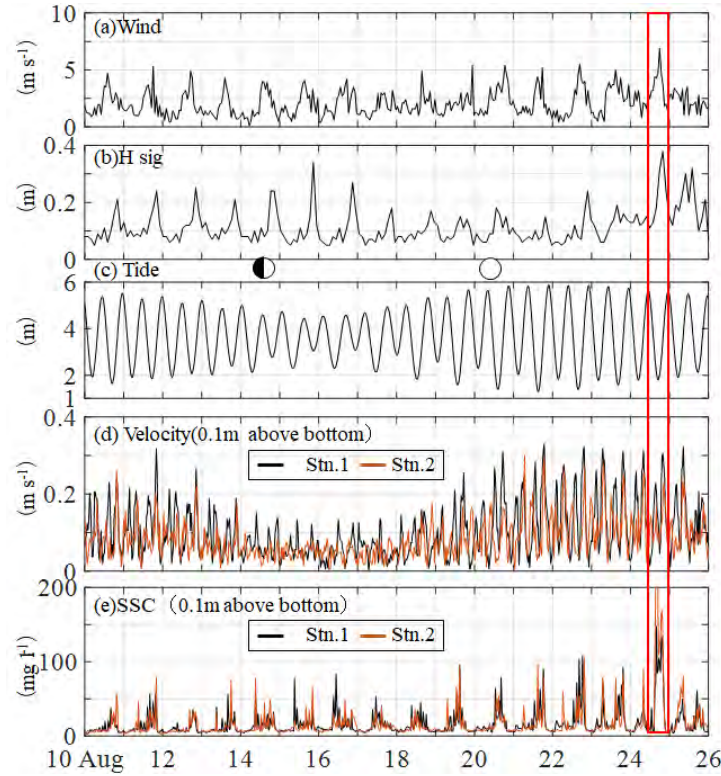 (a)Wind
10
5
0
(m s⁻¹)
(b)H sig
0.4
0.2
0
(m)
(c) Tide
6
4
2
1
(m)
(d) Velocity(0.1m above bottom)
Stn.1 Stn.2
0.4
0.2
0
(m s⁻¹)
(e)SSC (0.1m above bottom)
Stn.1 Stn.2
200
100
0
(mg l⁻¹)
10 Aug 12 14 16 18 20 22 24 26